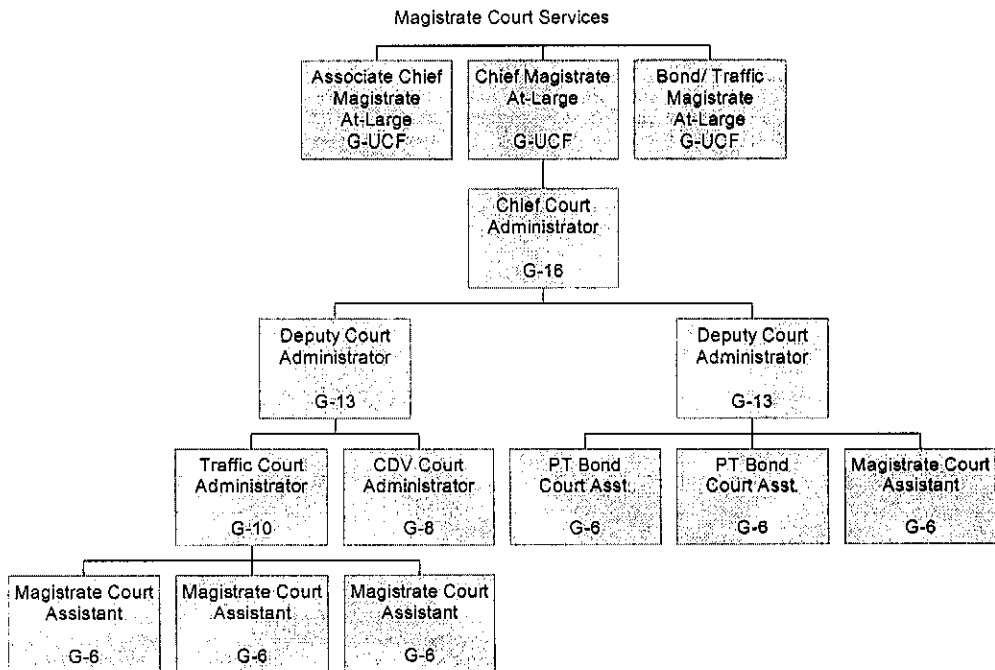 Magistrate Court Services
Associate Chief
Magistrate
At-Large
G-UCF
Chief Magistrate
At-Large
G-UCF
Bond/ Traffic
Magistrate
At-Large
G-UCF
Chief Court
Administrator
G-16
Deputy Court
Administrator
G-13
Deputy Court
Administrator
G-13
Traffic Court
Administrator
G-10
CDV Court
Administrator
G-8
PT Bond
Court Asst.
G-6
PT Bond
Court Asst.
G-6
Magistrate Court
Assistant
G-6
Magistrate Court
Assistant
G-6
Magistrate Court
Assistant
G-6
Magistrate Court
Assistant
G-6